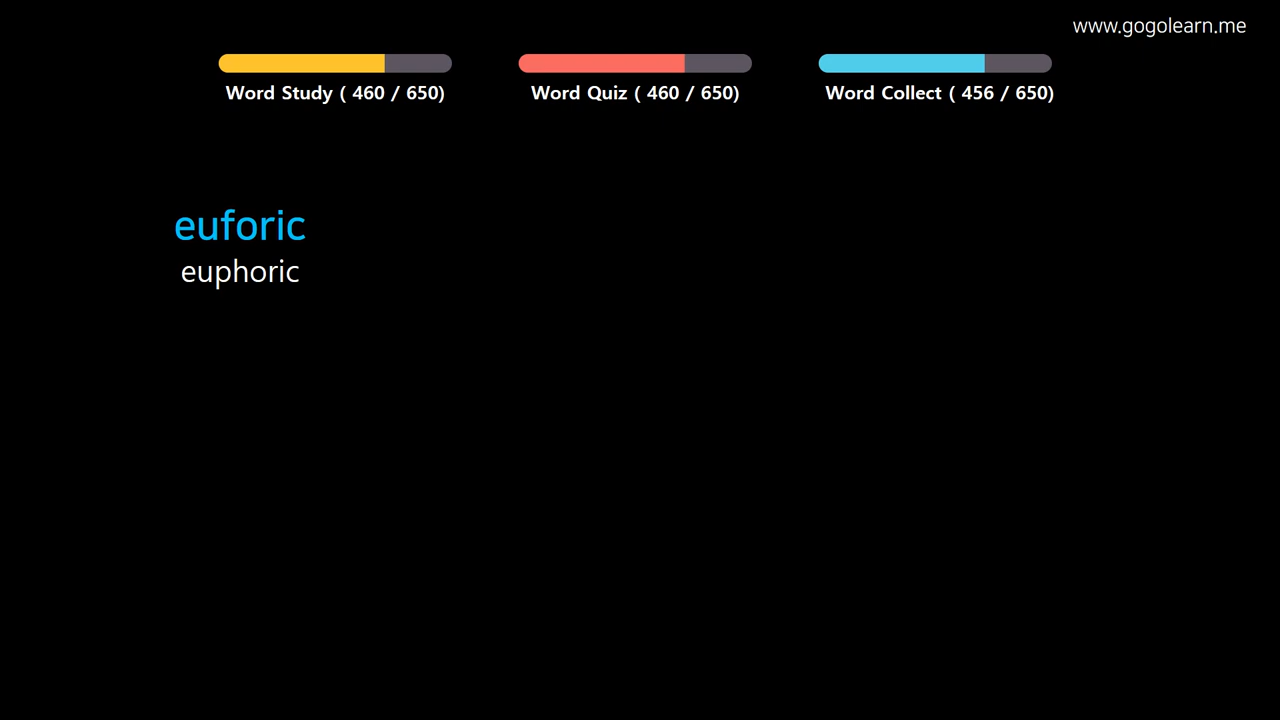 www.gogolearn.me
Word Study ( 460 / 650)
Word Quiz ( 460 / 650)
Word Collect ( 456 / 650)
euforic
euphoric